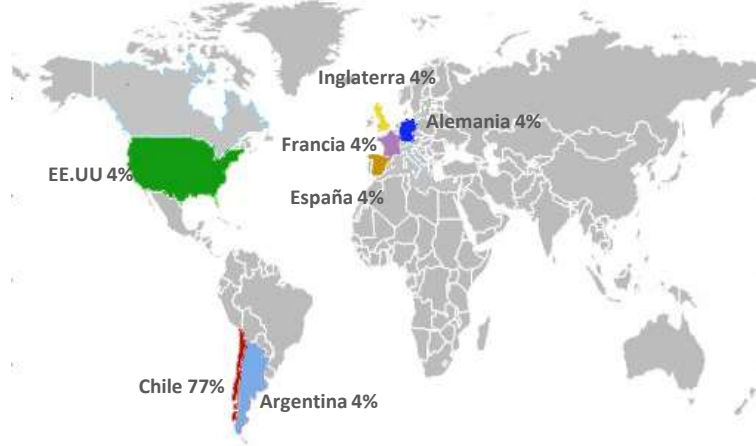 Inglaterra 4%
Alemania 4%
Francia 4%
EE.UU 4%
España 4%
Chile 77%
Argentina 4%